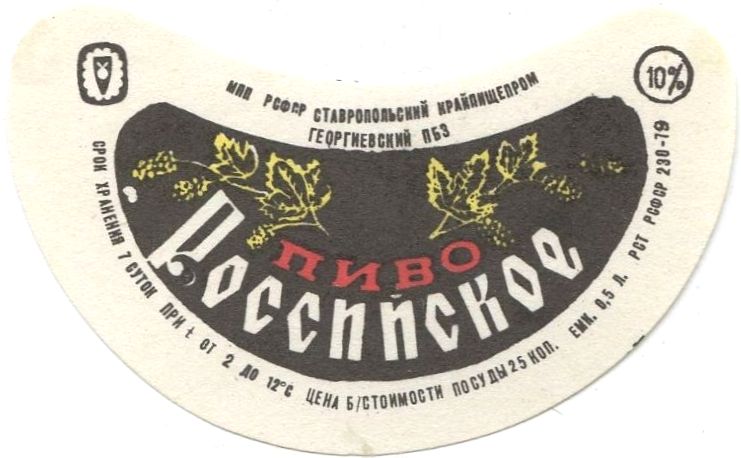 МПП РСФСР СТАВРОПОЛЬСКИЙ КРАЙПИЩЕПРОМ
ГЕОРГИЕВСКИЙ ПБЗ
10%
ПИВО
Российское
СРОК ХРАНЕНИЯ 7 СУТОК ПРИ t ОТ 2 ДО 12°С ЦЕНА Б/СТОИМОСТИ ПОСУДЫ 25 КОП. ЕМК. 0,5 Л. РСТ РСФСР 230-79